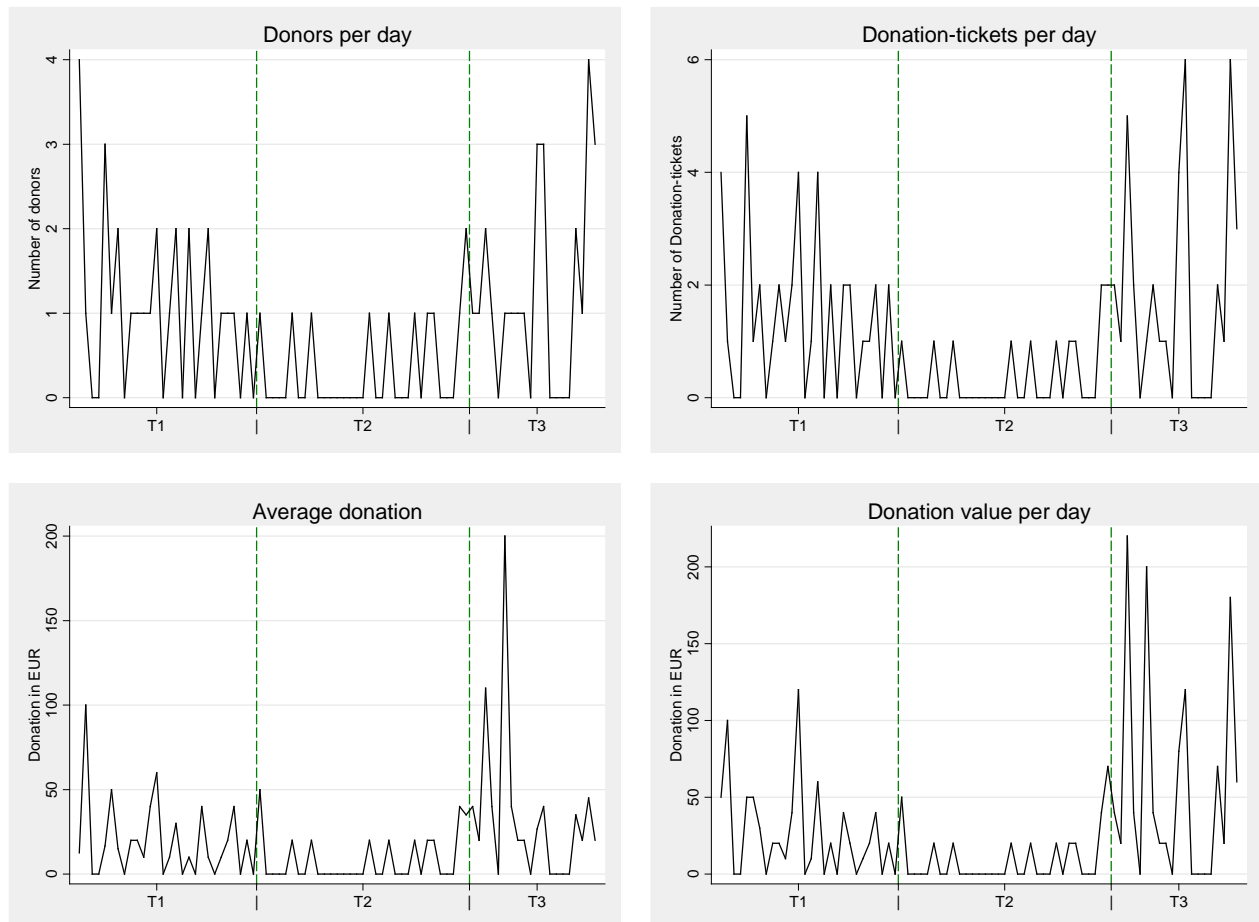 Donors per day
4
3
2
1
0
Number of donors
T1 | T2 | T3
Donation-tickets per day
6
4
2
0
Number of Donation-tickets
T1 | T2 | T3
Average donation
200
150
100
50
0
Donation in EUR
T1 | T2 | T3
Donation value per day
200
150
100
50
0
Donation in EUR
T1 | T2 | T3